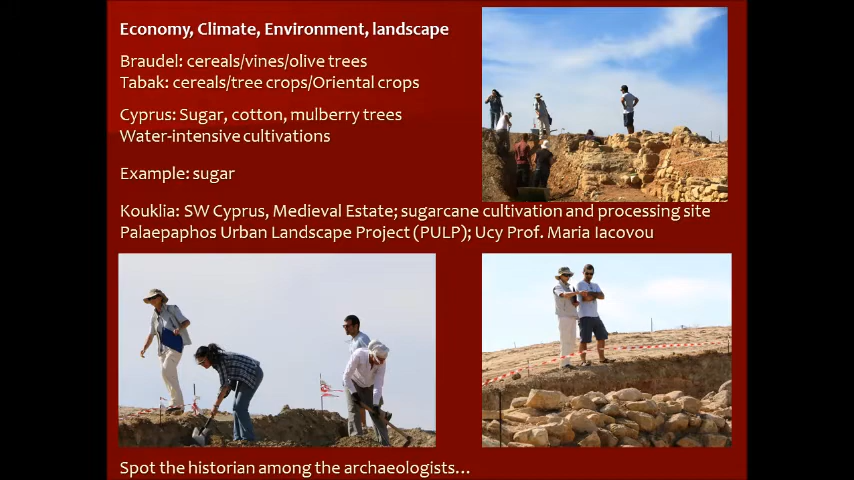 Economy, Climate, Environment, landscape
Braudel: cereals/vines/olive trees
Tabak: cereals/tree crops/Oriental crops
Cyprus: Sugar, cotton, mulberry trees
Water-intensive cultivations
Example: sugar
Kouklia: SW Cyprus, Medieval Estate; sugarcane cultivation and processing site
Palaepaphos Urban Landscape Project (PULP); Ucy Prof. Maria Iacovou
Spot the historian among the archaeologists...